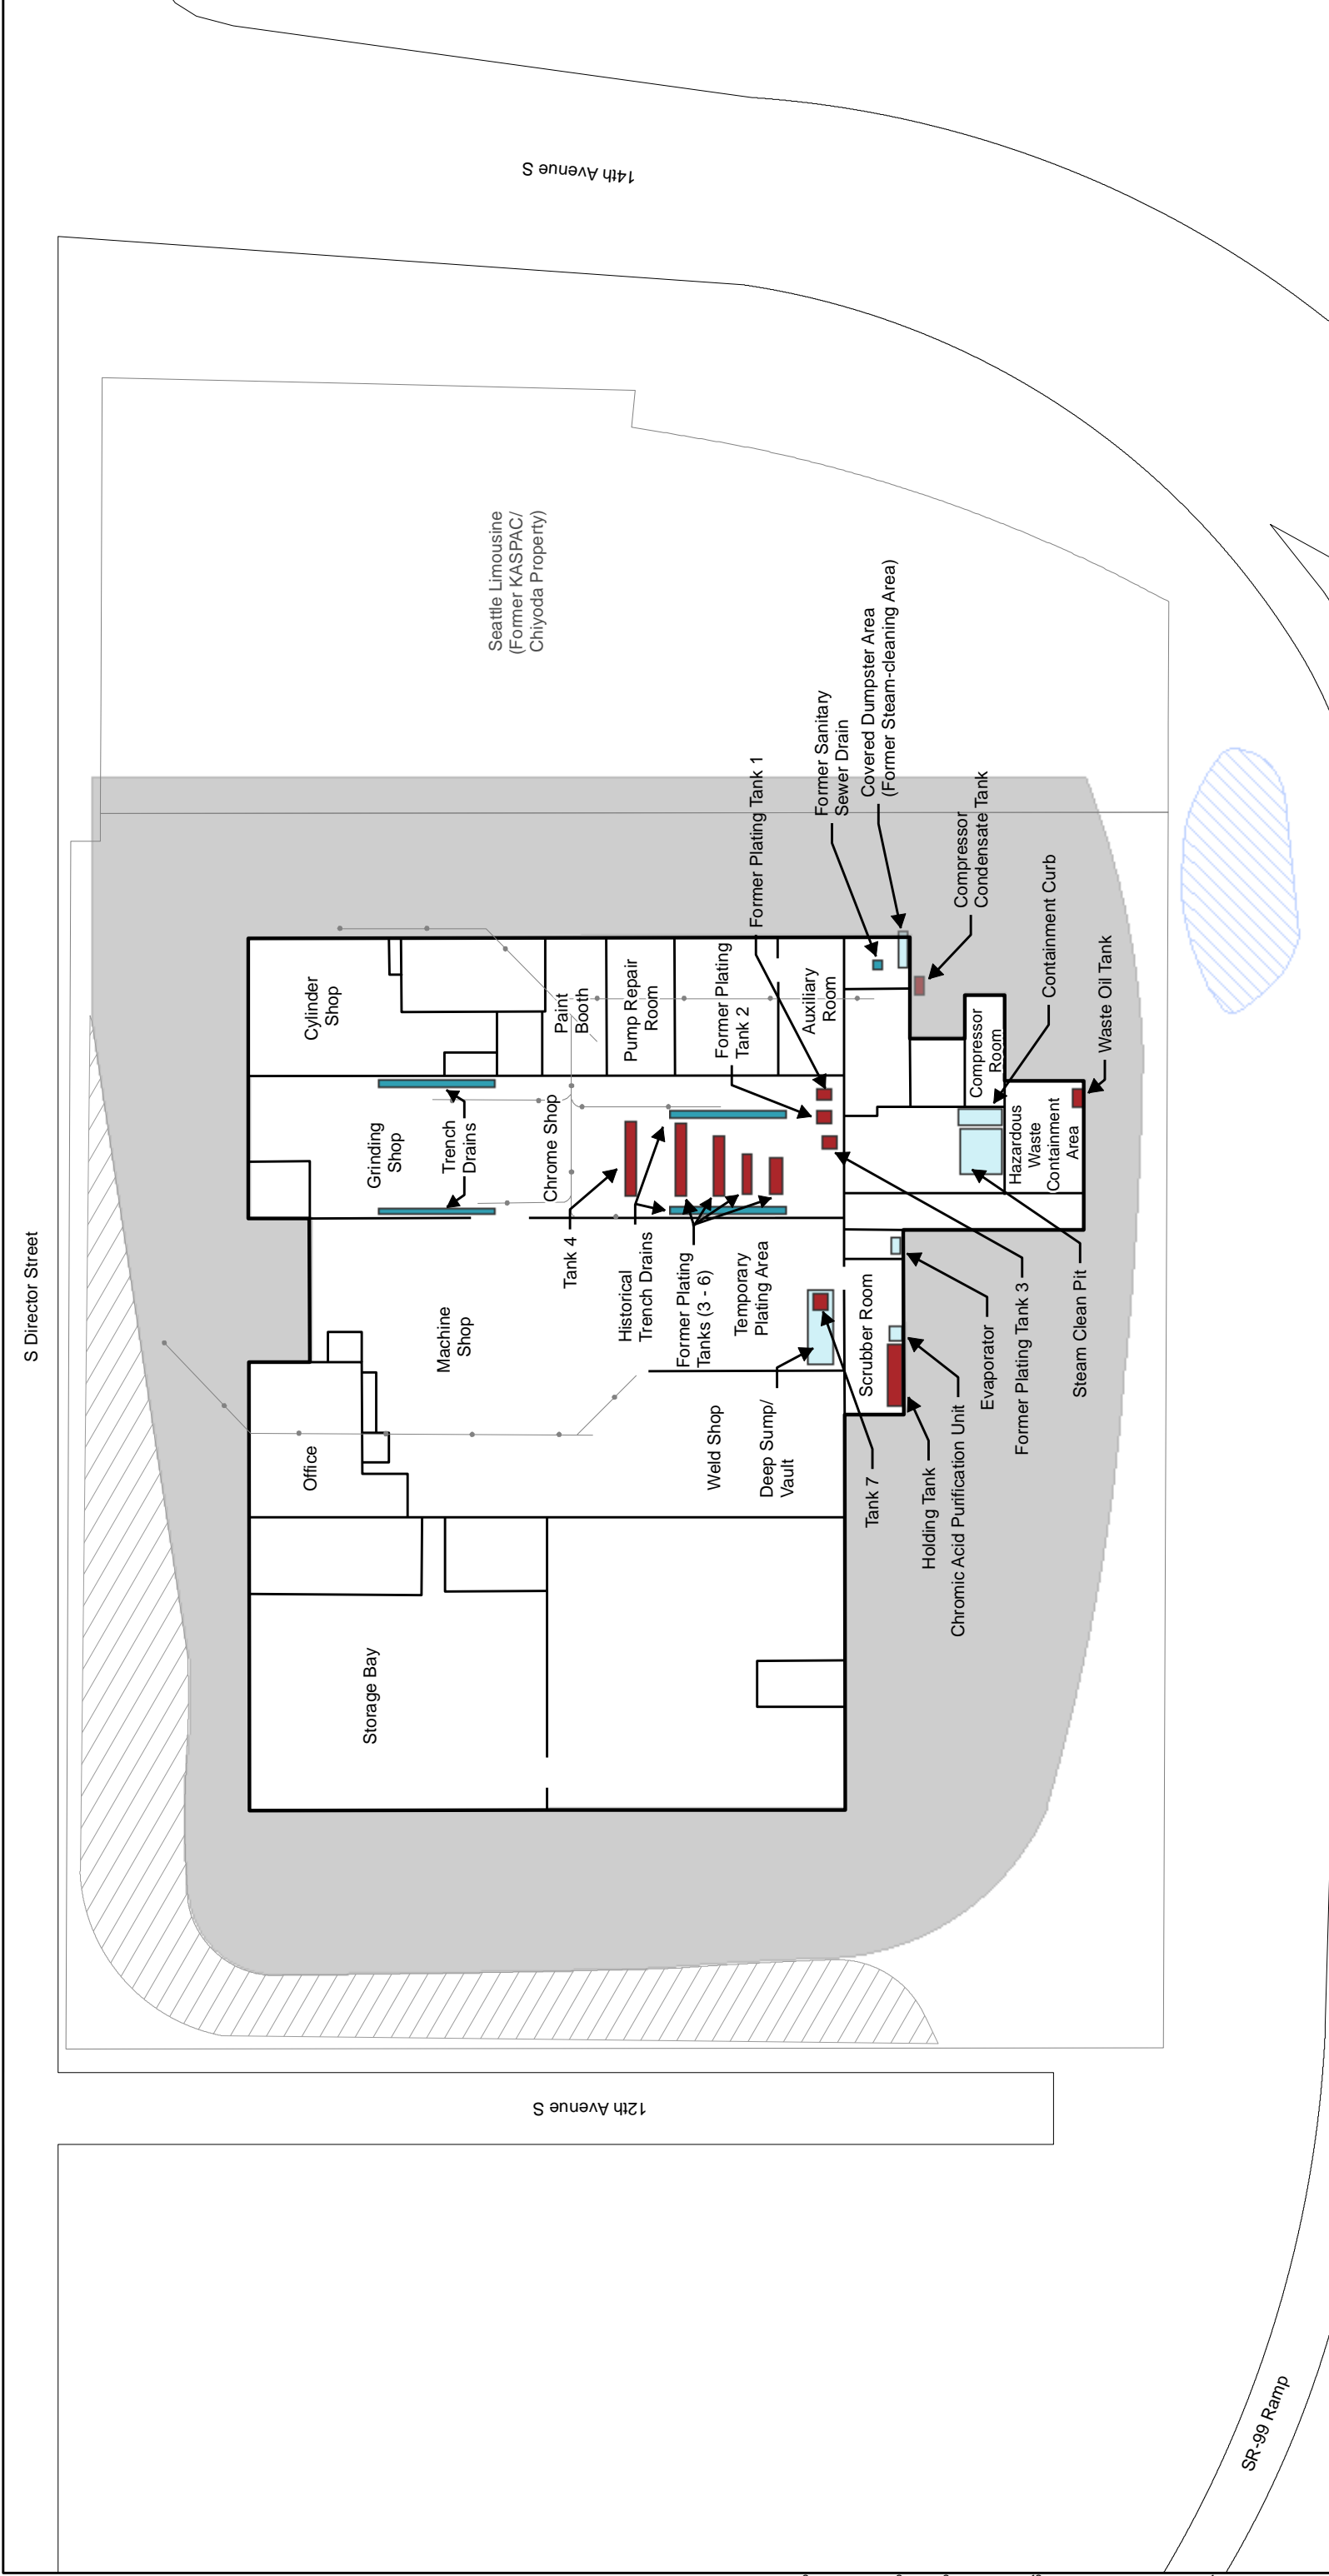 S Director Street
14th Avenue S
12th Avenue S
SR-99 Ramp
Seattle Limousine
(Former KASPAC/
Chiyoda Property)
Cylinder
Shop
Paint
Booth
Pump Repair
Room
Former Plating
Tank 2
Auxiliary
Room
Former Plating Tank 1
Former Sanitary
Sewer Drain
Covered Dumpster Area
(Former Steam-cleaning Area)
Compressor
Condensate Tank
Containment Curb
Waste Oil Tank
Compressor
Room
Hazardous
Waste
Containment
Area
Grinding
Shop
Trench
Drains
Chrome Shop
Tank 4
Historical
Trench Drains
Former Plating
Tanks (3 - 6)
Temporary
Plating Area
Machine
Shop
Scrubber Room
Evaporator
Former Plating Tank 3
Steam Clean Pit
Office
Weld Shop
Deep Sump/
Vault
Tank 7
Holding Tank
Chromic Acid Purification Unit
Storage Bay